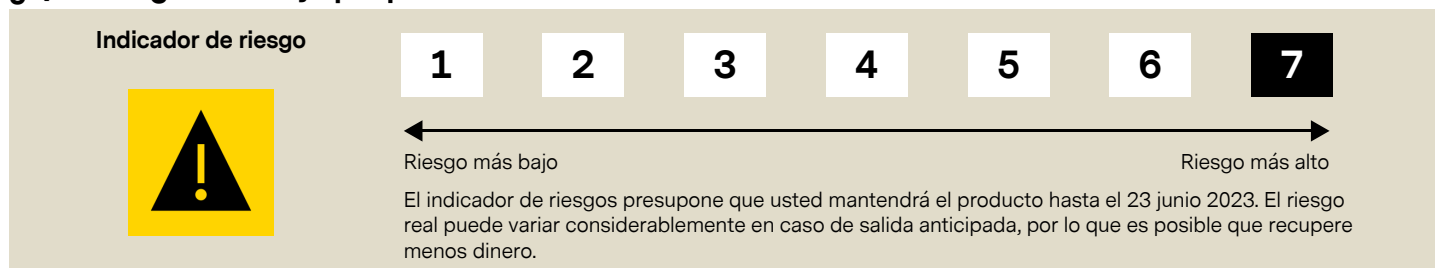 Indicador de riesgo
1 2 3 4 5 6 7
Riesgo más bajo Riesgo más alto
El indicador de riesgos presupone que usted mantendrá el producto hasta el 23 junio 2023. El riesgo
real puede variar considerablemente en caso de salida anticipada, por lo que es posible que recupere
menos dinero.